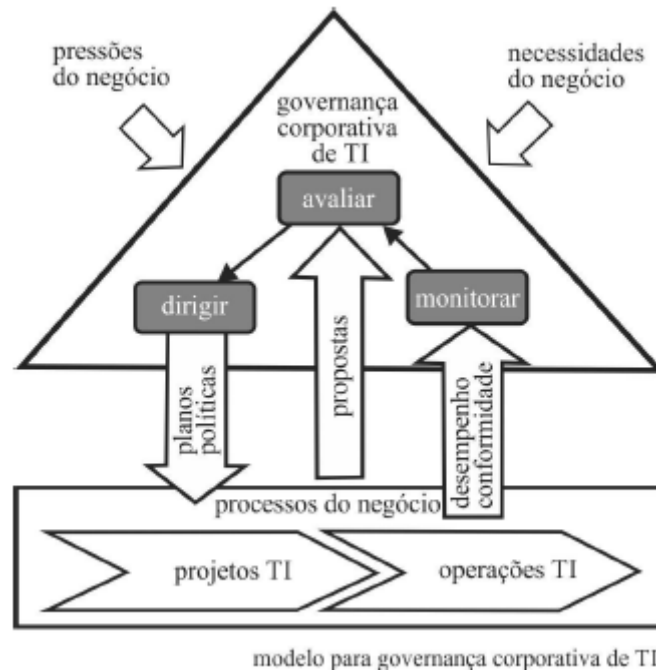 pressões
do negócio
necessidades
do negócio
governança
corporativa
de TI
avaliar
dirigir
monitorar
planos
políticas
propostas
desempenho
conformidade
processos do negócio
projetos TI
operações TI
modelo para governança corporativa de TI